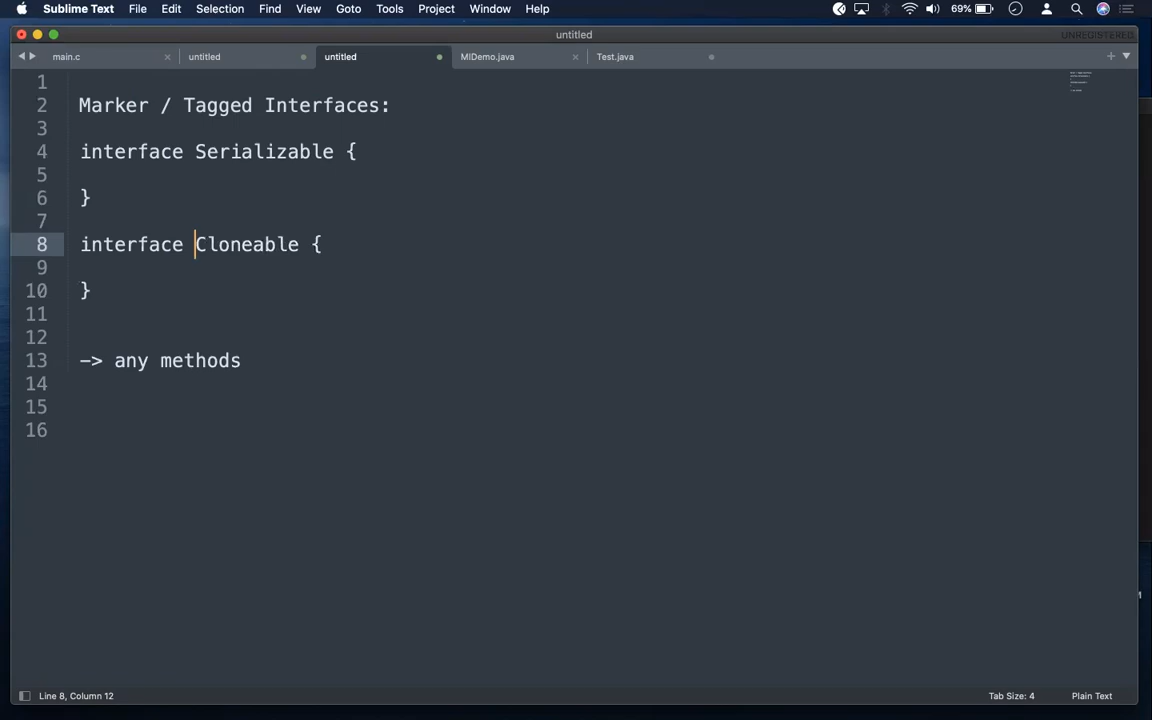 Sublime Text File Edit Selection Find View Goto Tools Project Window Help 69%
untitled UNREGISTERED
main.c untitled untitled MIDemo.java Test.java
1
2 Marker / Tagged Interfaces:
3
4 interface Serializable {
5
6 }
7
8 interface Cloneable {
9
10 }
11
12
13 -> any methods
14
15
16
Line 8, Column 12 Tab Size: 4 Plain Text